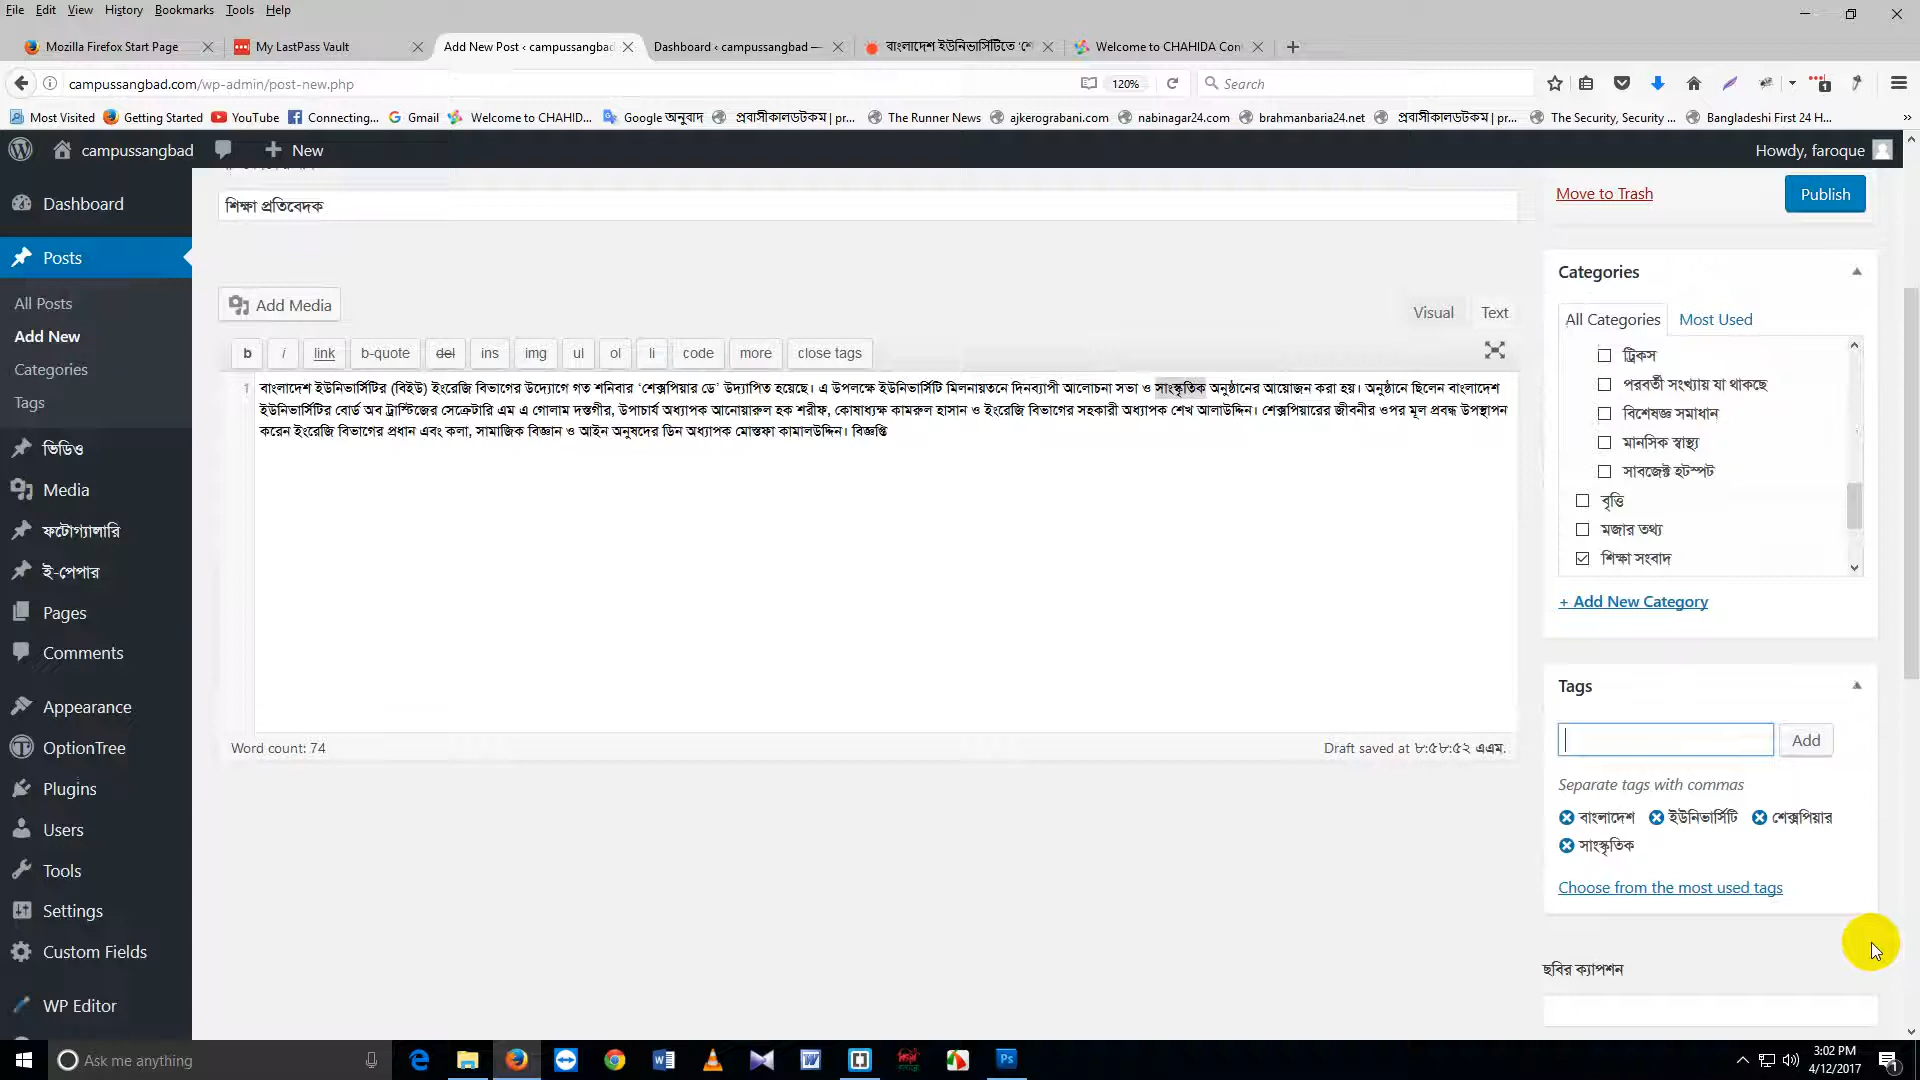 File Edit View History Bookmarks Tools Help
Mozilla Firefox Start Page
My LastPass Vault
Add New Post ‹ campussangbad
Dashboard ‹ campussangbad —
বাংলাদেশ ইউনিভার্সিটিতে 'শে
Welcome to CHAHIDA Con
campussangbad.com/wp-admin/post-new.php
120%
Search
Most Visited
Getting Started
YouTube
Connecting...
Gmail
Welcome to CHAHID...
Google অনুবাদ
প্রবাসীকালডটকম | pr...
The Runner News
ajkerograbani.com
nabinagar24.com
brahmanbaria24.net
প্রবাসীকালডটকম | pr...
The Security, Security ...
Bangladeshi First 24 H...
campussangbad
New
Howdy, faroque
Dashboard
Posts
All Posts
Add New
Categories
Tags
ভিডিও
Media
ফটোগ্যালারি
ই-পেপার
Pages
Comments
Appearance
OptionTree
Plugins
Users
Tools
Settings
Custom Fields
WP Editor
শিক্ষা প্রতিবেদক
Add Media
Visual
Text
b i link b-quote del ins img ul ol li code more close tags
1
বাংলাদেশ ইউনিভার্সিটির (বিইউ) ইংরেজি বিভাগের উদ্যোগে গত শনিবার ‘শেক্সপিয়ার ডে’ উদ্যাপিত হয়েছে। এ উপলক্ষে ইউনিভার্সিটি মিলনায়তনে দিনব্যাপী আলোচনা সভা ও সাংস্কৃতিক অনুষ্ঠানের আয়োজন করা হয়। অনুষ্ঠানে ছিলেন বাংলাদেশ
ইউনিভার্সিটির বোর্ড অব ট্রাস্টিজের সেক্রেটারি এম এ গোলাম দস্তগীর, উপাচার্য অধ্যাপক আনোয়ারুল হক শরীফ, কোষাধ্যক্ষ কামরুল হাসান ও ইংরেজি বিভাগের সহকারী অধ্যাপক শেখ আলাউদ্দিন। শেক্সপিয়ারের জীবনীর ওপর মূল প্রবন্ধ উপস্থাপন
করেন ইংরেজি বিভাগের প্রধান এবং কলা, সামাজিক বিজ্ঞান ও আইন অনুষদের ডিন অধ্যাপক মোস্তফা কামালউদ্দিন। বিজ্ঞপ্তি
Word count: 74
Draft saved at ৮:৫৮:৫২ এএম.
Move to Trash
Publish
Categories
All Categories
Most Used
ট্রিকস
পরবর্তী সংখ্যায় যা থাকছে
বিশেষজ্ঞ সমাধান
মানসিক স্বাস্থ্য
সাবজেক্ট হটস্পট
বৃত্তি
মজার তথ্য
শিক্ষা সংবাদ
+ Add New Category
Tags
Add
Separate tags with commas
বাংলাদেশ ইউনিভার্সিটি শেক্সপিয়ার
সাংস্কৃতিক
Choose from the most used tags
ছবির ক্যাপশন
Ask me anything
3:02 PM
4/12/2017